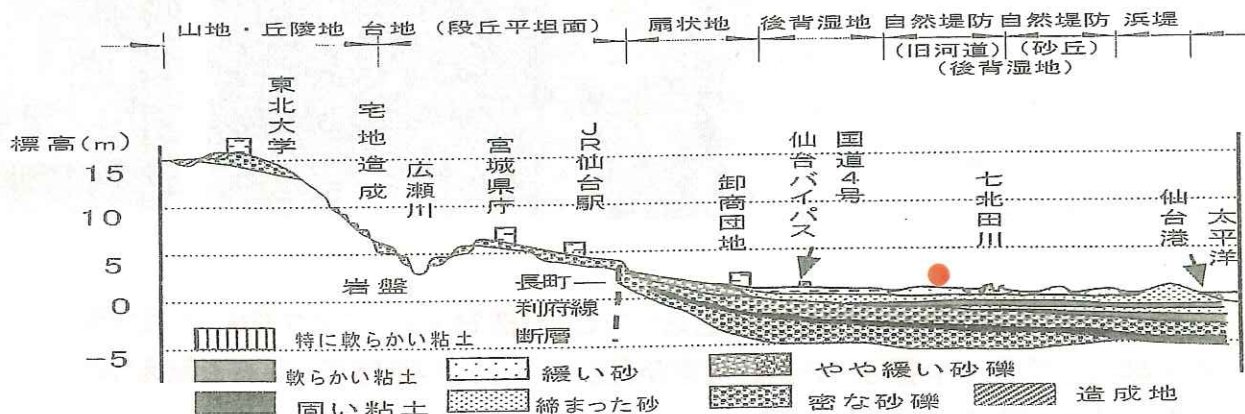 山地・丘陵地 台地 (段丘平坦面) 扇状地 後背湿地 自然堤防 自然堤防 浜堤
(旧河道) (砂丘)
(後背湿地)
標高(m)
15
10
5
0
-5
東北大学
宅地造成
広瀬川
宮城県庁
JR仙台駅
卸商団地
仙台バイパス
国道4号
七北田川
仙台港
太平洋
岩盤
長町―
利府線
断層
特に軟らかい粘土
軟らかい粘土
固い粘土
緩い砂
締まった砂
やや緩い砂礫
密な砂礫
造成地